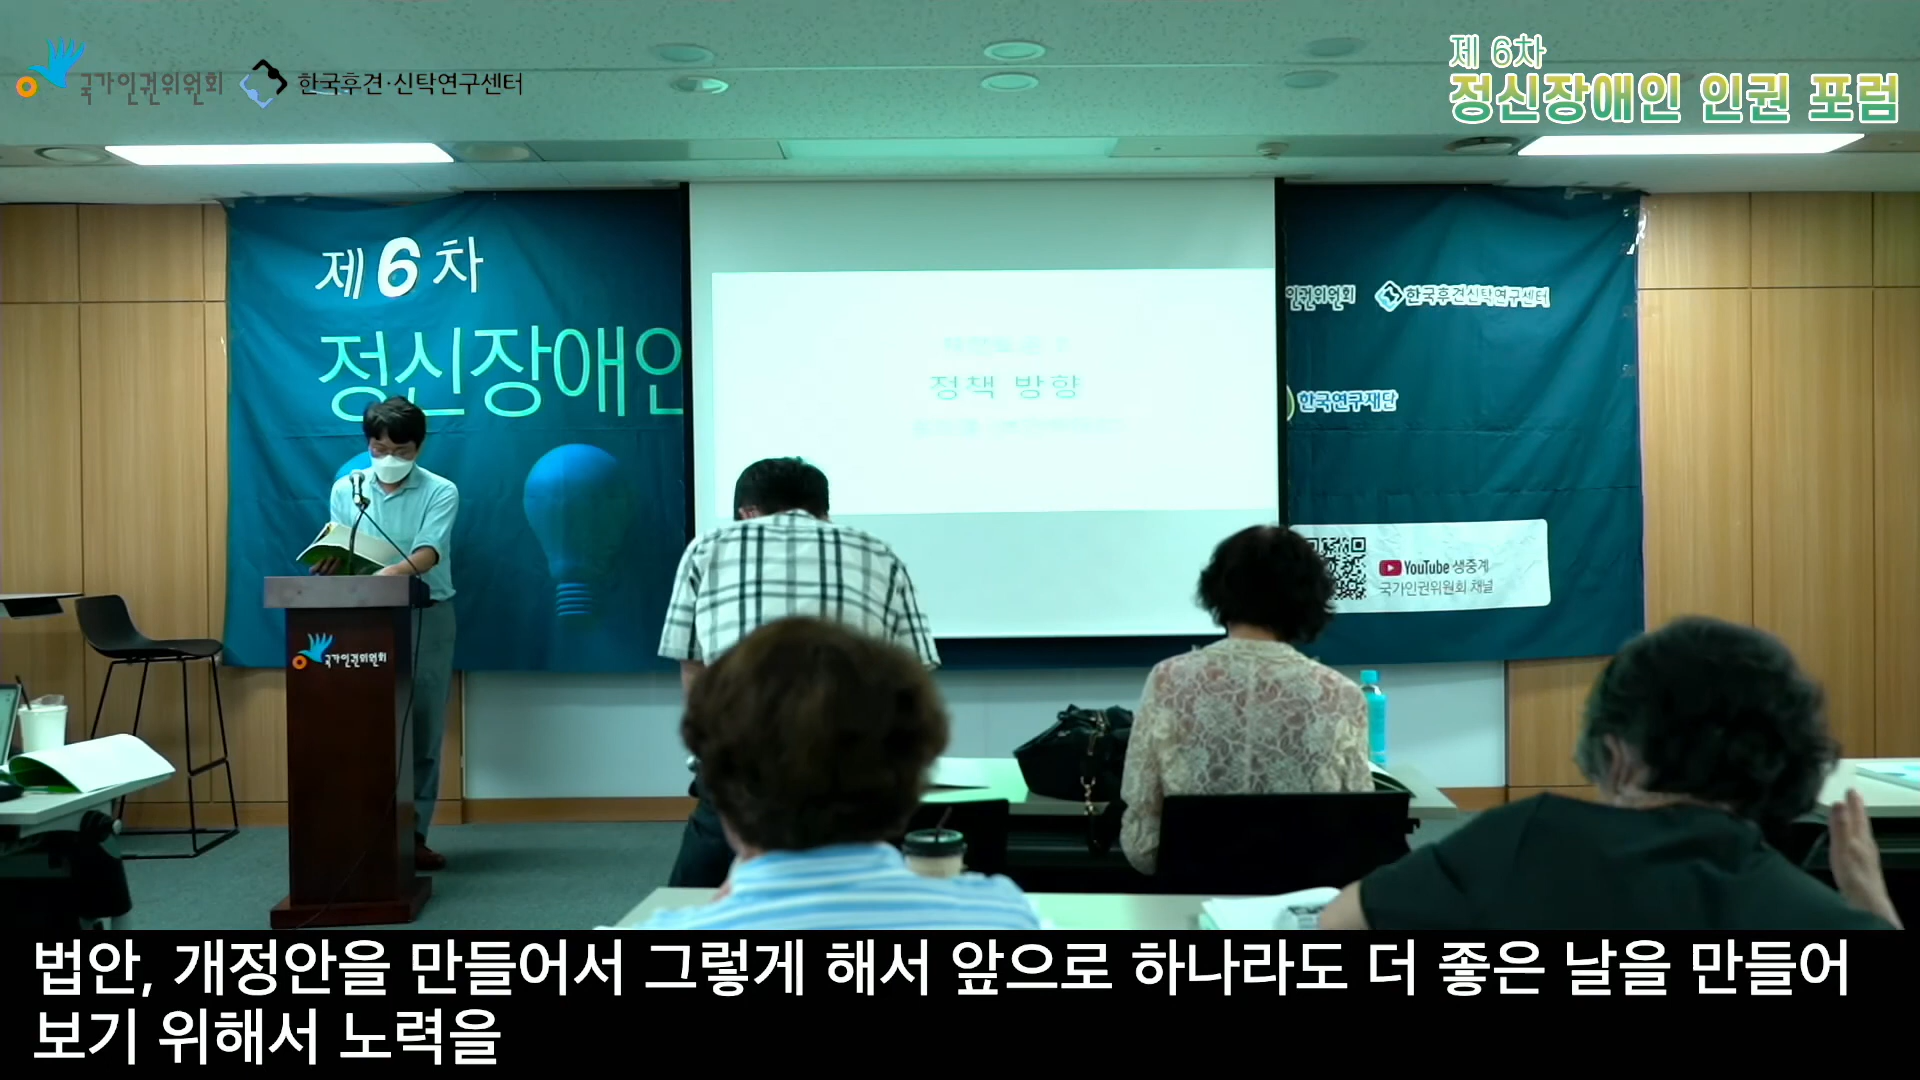 국가인권위원회
한국후견·신탁연구센터
제 6차
정신장애인 인권 포럼
제6차
정신장애인
인권위원회
한국후견신탁연구센터
정책 방향
한국연구재단
YouTube 생중계
국가인권위원회 채널
국가인권위원회
법안, 개정안을 만들어서 그렇게 해서 앞으로 하나라도 더 좋은 날을 만들어
보기 위해서 노력을